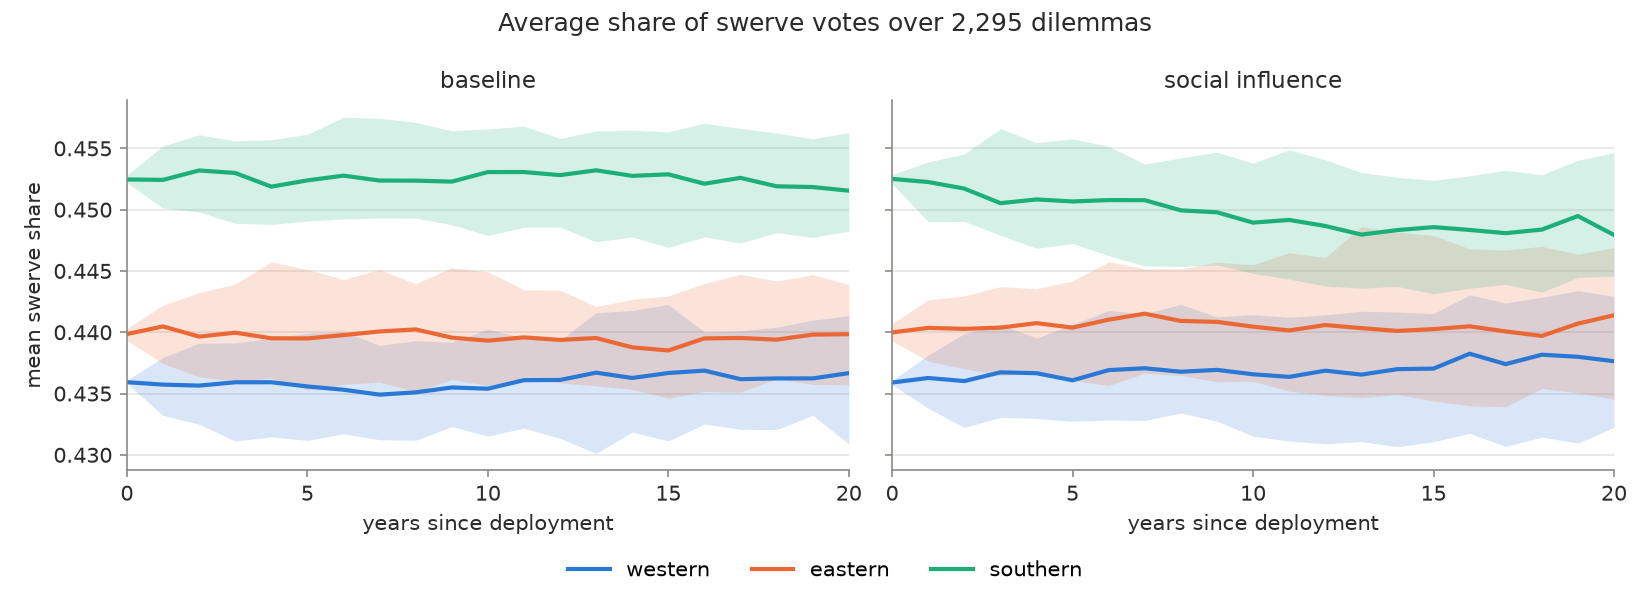 Average share of swerve votes over 2,295 dilemmas
baseline
social influence
mean swerve share
0.455
0.450
0.445
0.440
0.435
0.430
0 5 10 15 20
0 5 10 15 20
years since deployment
years since deployment
western eastern southern